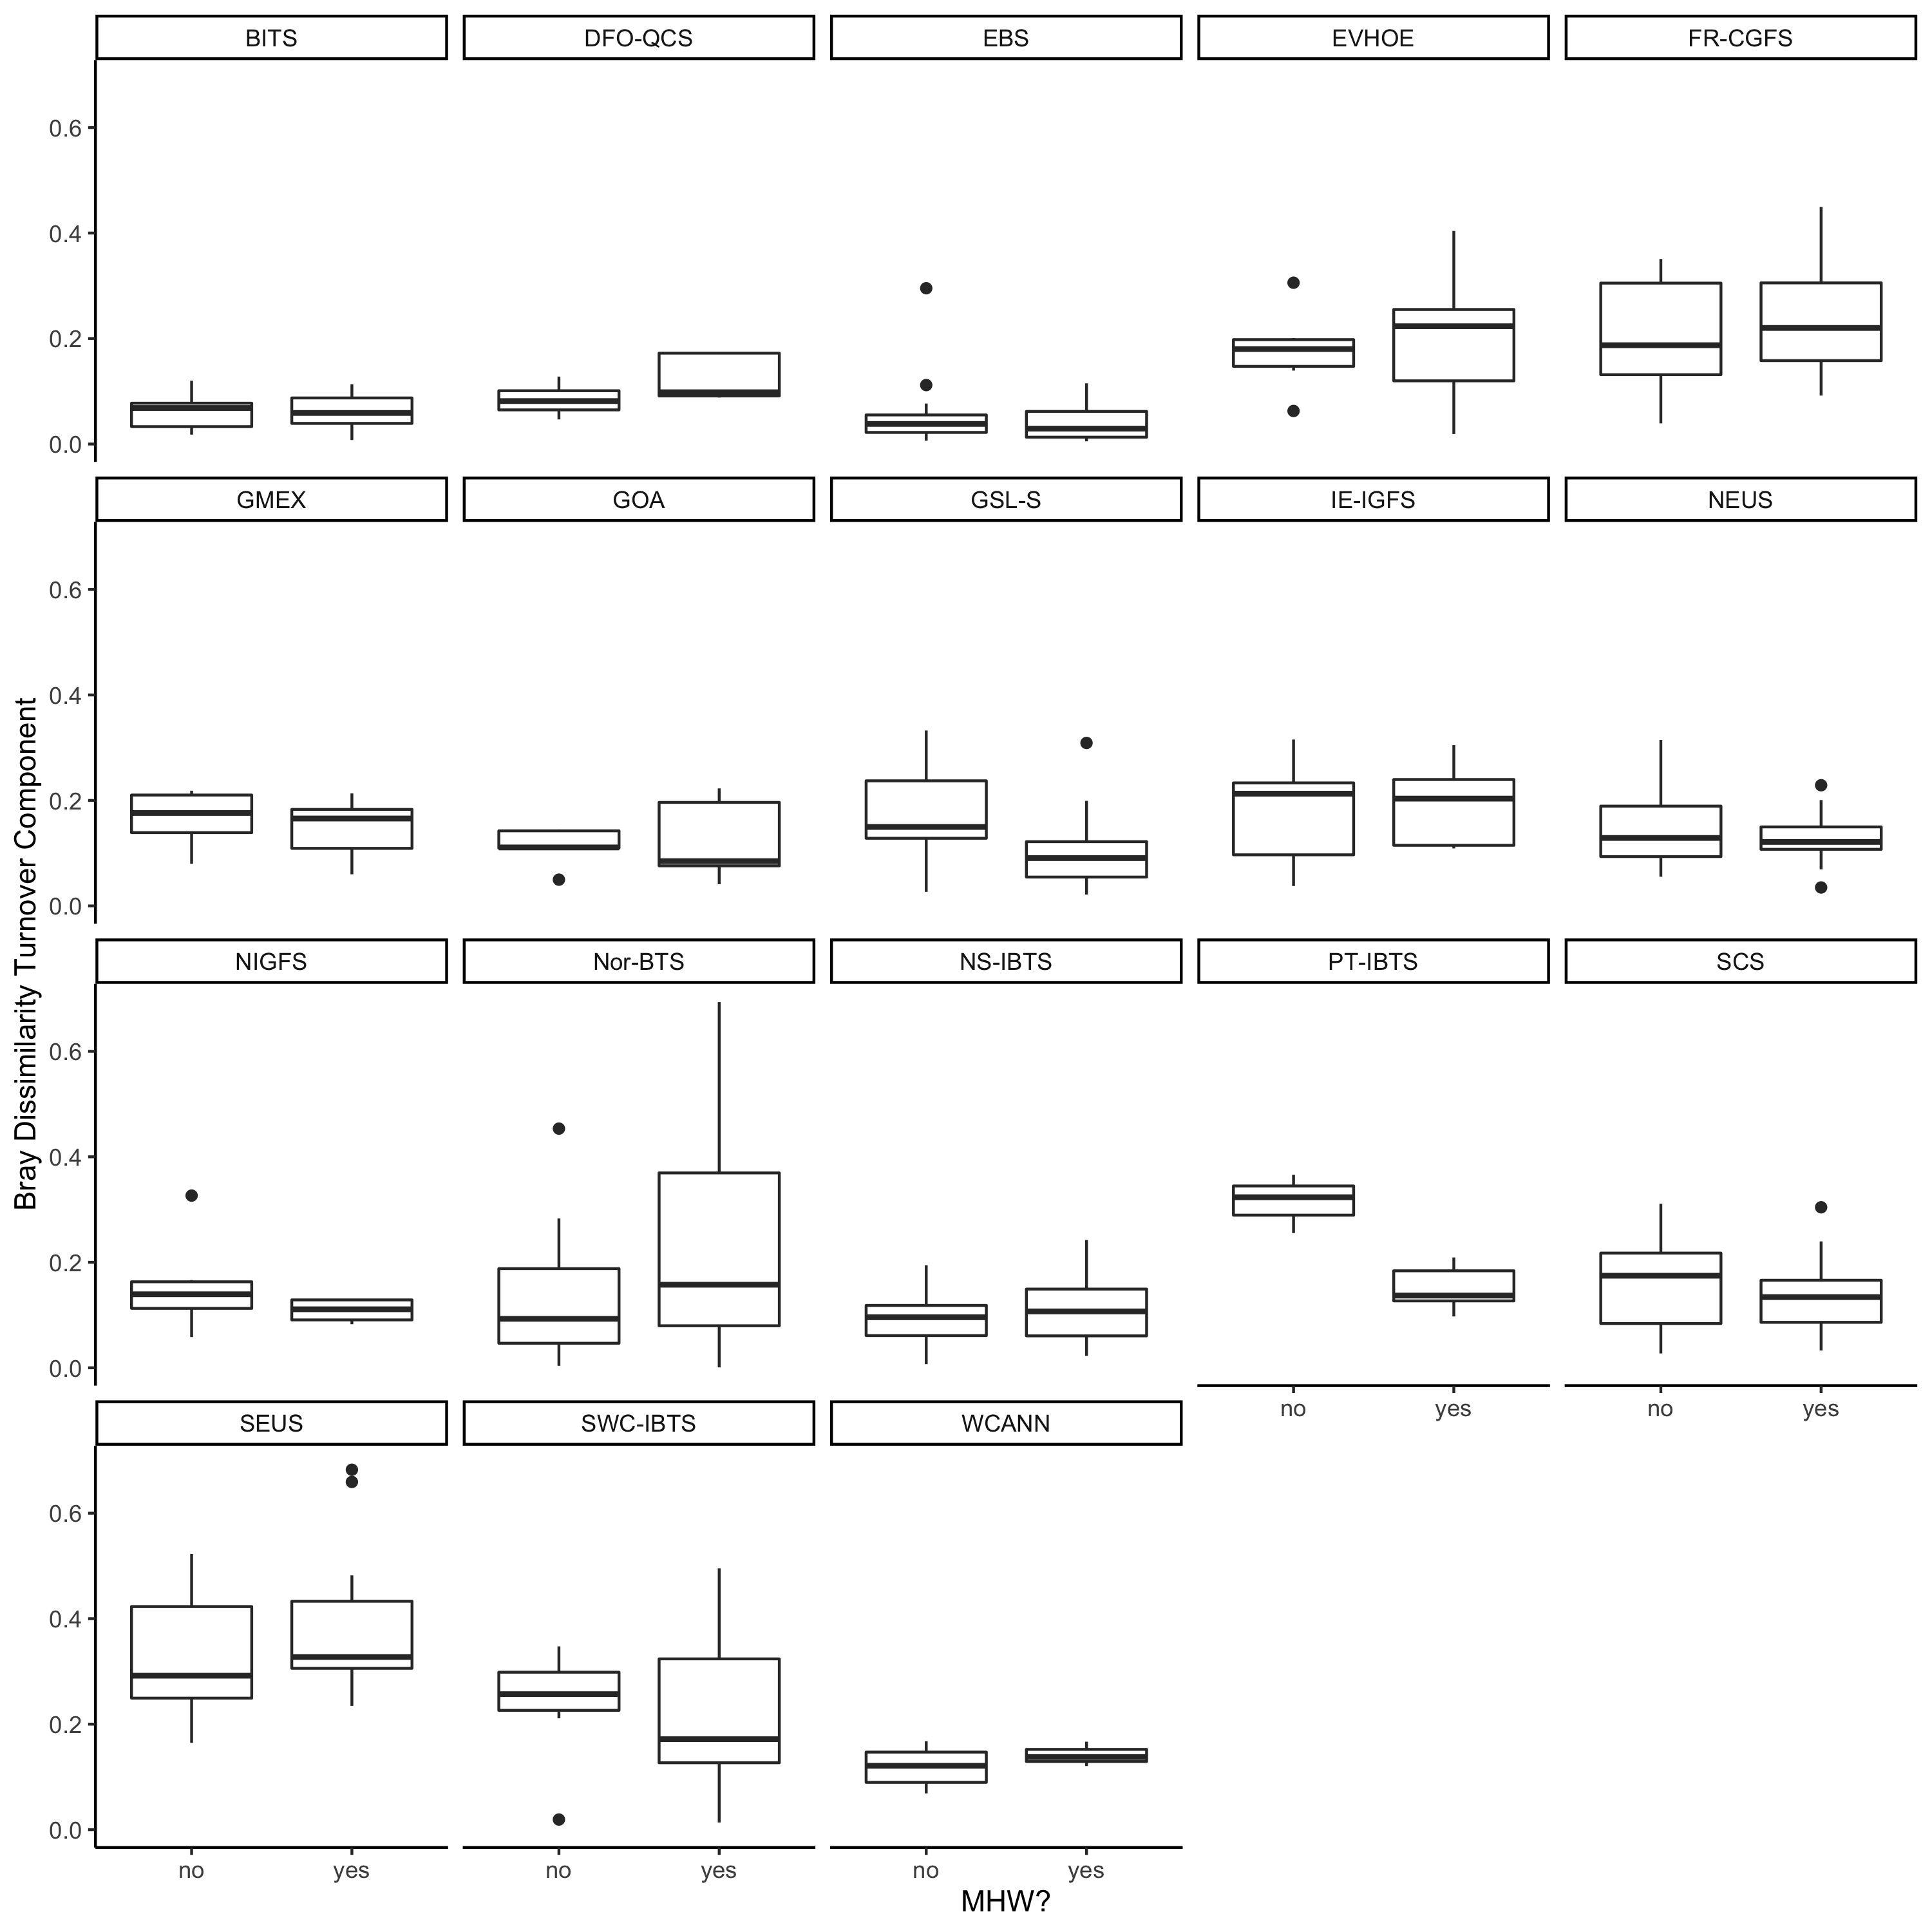 BITS DFO-QCS EBS EVHOE FR-CGFS
0.6
0.4
0.2
0.0
GMEX GOA GSL-S IE-IGFS NEUS
0.6
0.4
0.2
0.0
Bray Dissimilarity Turnover Component
NIGFS Nor-BTS NS-IBTS PT-IBTS SCS
0.6
0.4
0.2
0.0
no yes no yes
SEUS SWC-IBTS WCANN
0.6
0.4
0.2
0.0
no yes no yes no yes
MHW?